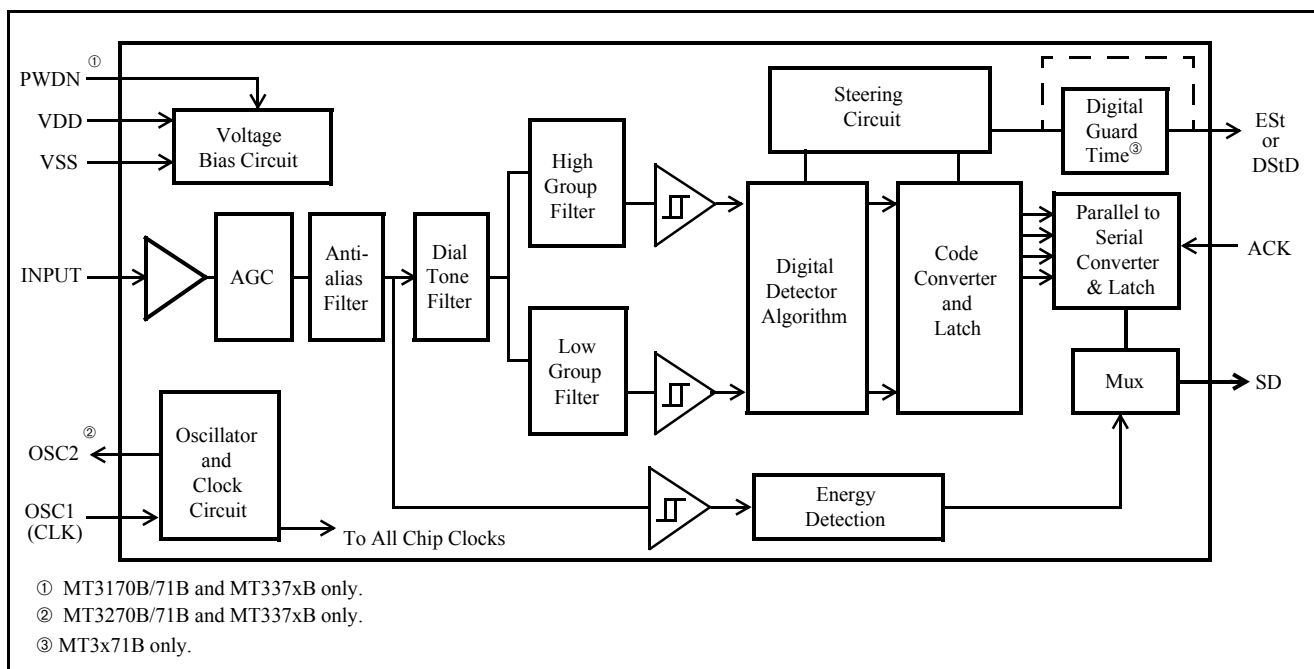 PWDN ①
VDD
VSS
Voltage
Bias Circuit
INPUT
AGC
Anti-
alias
Filter
Dial
Tone
Filter
High
Group
Filter
Low
Group
Filter
Digital
Detector
Algorithm
Steering
Circuit
Code
Converter
and
Latch
Digital
Guard
Time③
ESt
or
DStD
Parallel to
Serial
Converter
& Latch
ACK
Mux
SD
OSC2 ②
OSC1
(CLK)
Oscillator
and
Clock
Circuit
To All Chip Clocks
Energy
Detection
① MT3170B/71B and MT337xB only.
② MT3270B/71B and MT337xB only.
③ MT3x71B only.